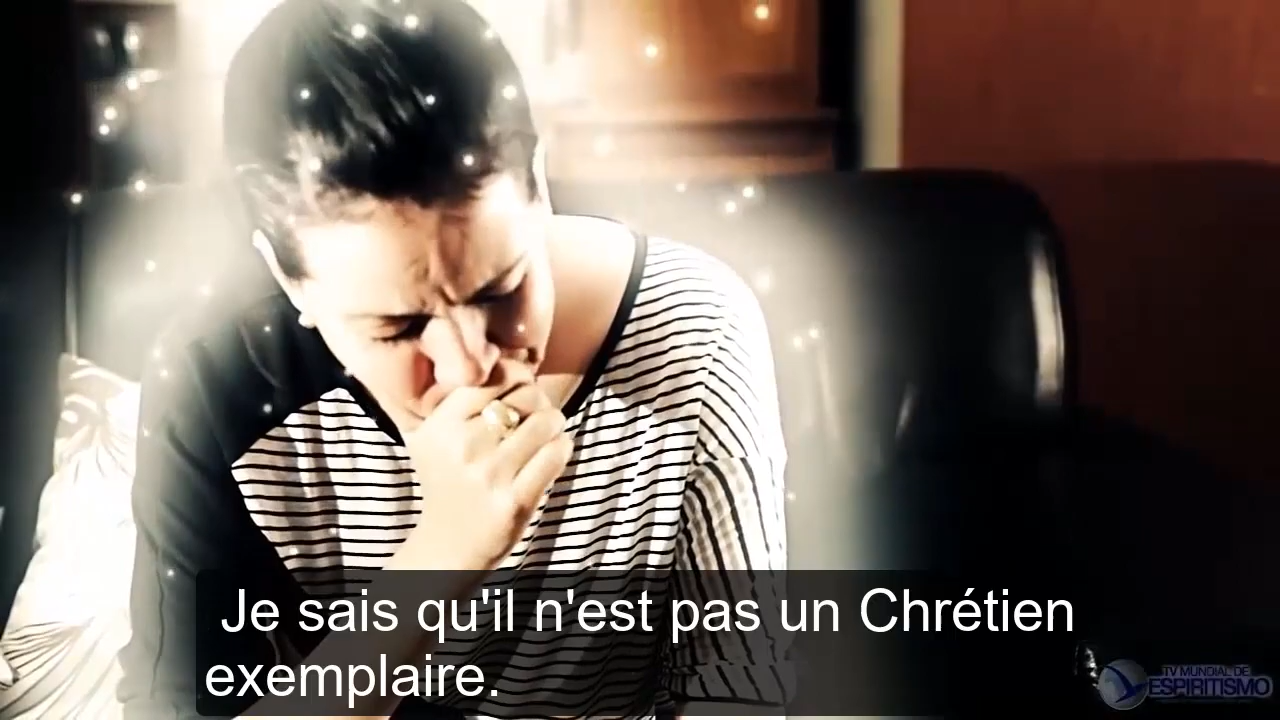 Je sais qu'il n'est pas un Chrétien
exemplaire.
TV MUNDIAL DE
ESPIRITISMO